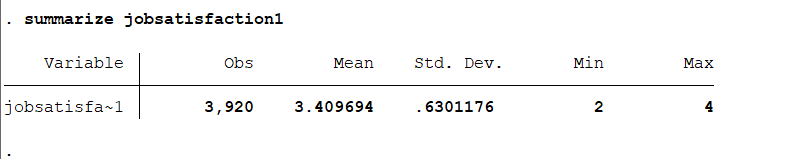 . summarize jobsatisfaction1
Variable Obs Mean Std. Dev. Min Max
jobsatisfa~1 3,920 3.409694 .6301176 2 4
.